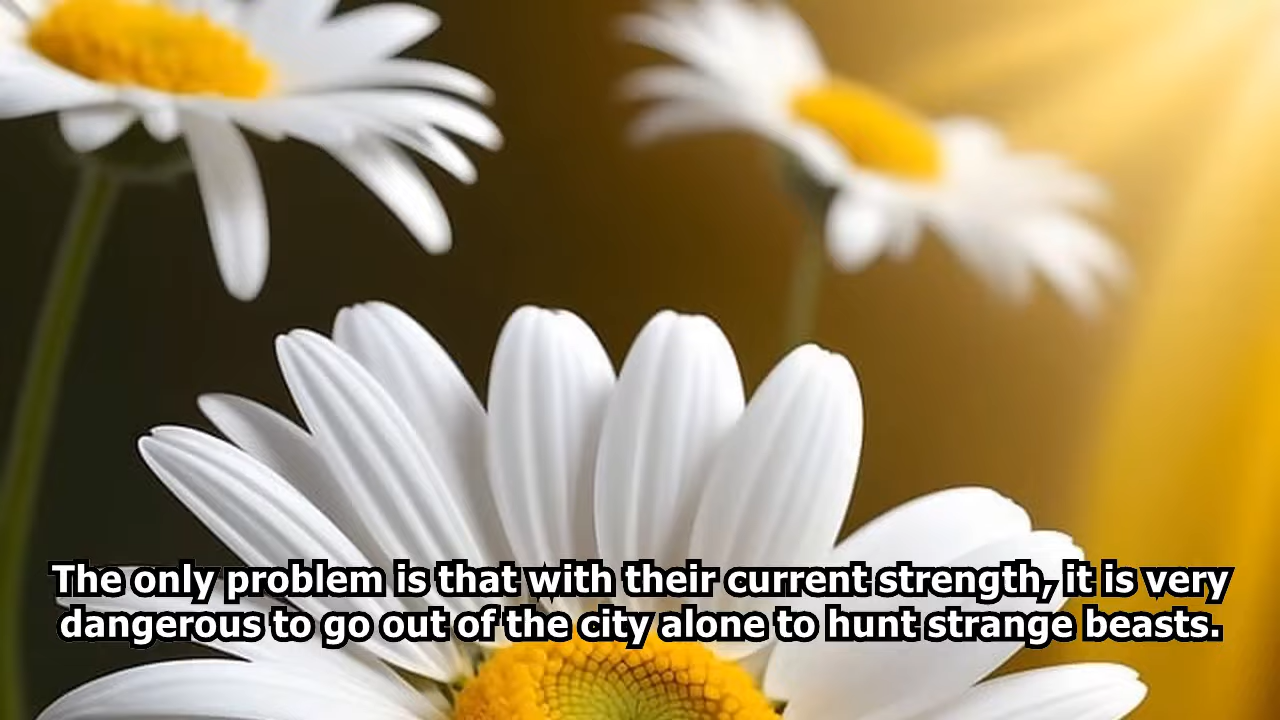 The only problem is that with their current strength, it is very
dangerous to go out of the city alone to hunt strange beasts.